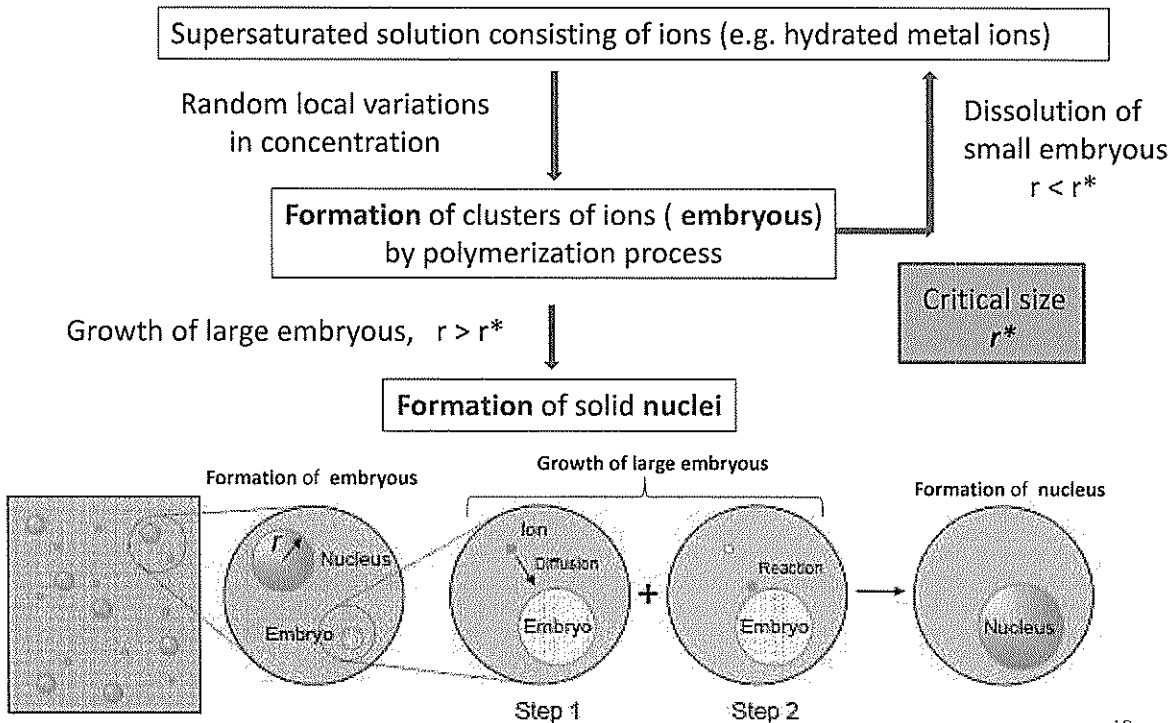 Supersaturated solution consisting of ions (e.g. hydrated metal ions)
Random local variations
in concentration
Dissolution of
small embryous
r < r*
Formation of clusters of ions ( embryous)
by polymerization process
Critical size
r*
Growth of large embryous, r > r*
Formation of solid nuclei
Formation of embryous
Growth of large embryous
Formation of nucleus
r
Nucleus
Embryo
Ion
Diffusion
Embryo
+
Reaction
Embryo
Nucleus
Step 1
Step 2